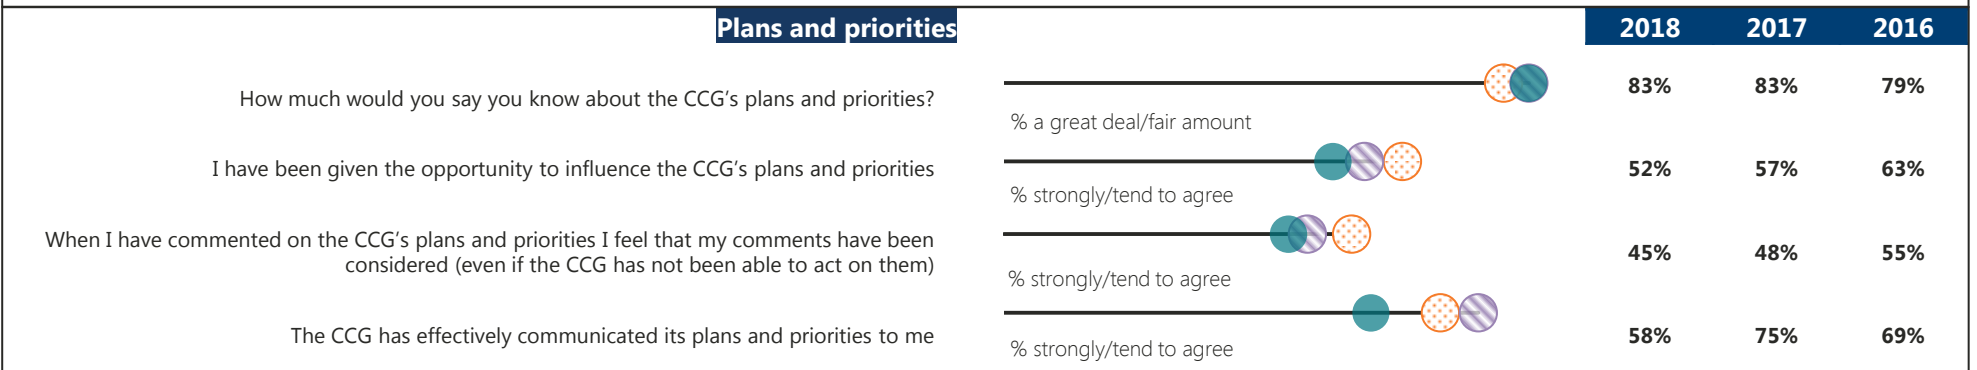 Plans and priorities 2018 2017 2016
How much would you say you know about the CCG’s plans and priorities? 83% 83% 79%
% a great deal/fair amount
I have been given the opportunity to influence the CCG’s plans and priorities 52% 57% 63%
% strongly/tend to agree
When I have commented on the CCG’s plans and priorities I feel that my comments have been
considered (even if the CCG has not been able to act on them) 45% 48% 55%
% strongly/tend to agree
The CCG has effectively communicated its plans and priorities to me 58% 75% 69%
% strongly/tend to agree